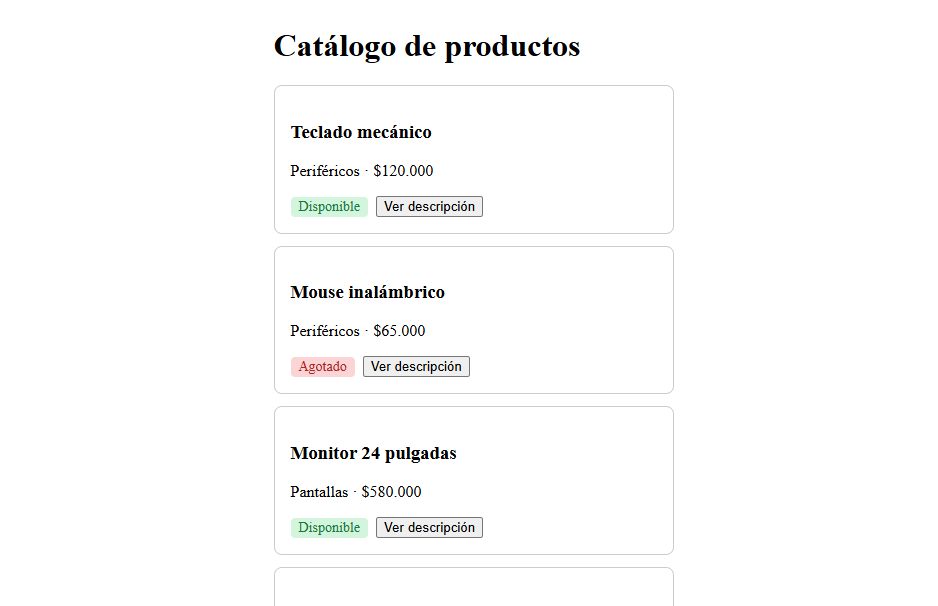 Catálogo de productos
Teclado mecánico
Periféricos · $120.000
Disponible Ver descripción
Mouse inalámbrico
Periféricos · $65.000
Agotado Ver descripción
Monitor 24 pulgadas
Pantallas · $580.000
Disponible Ver descripción